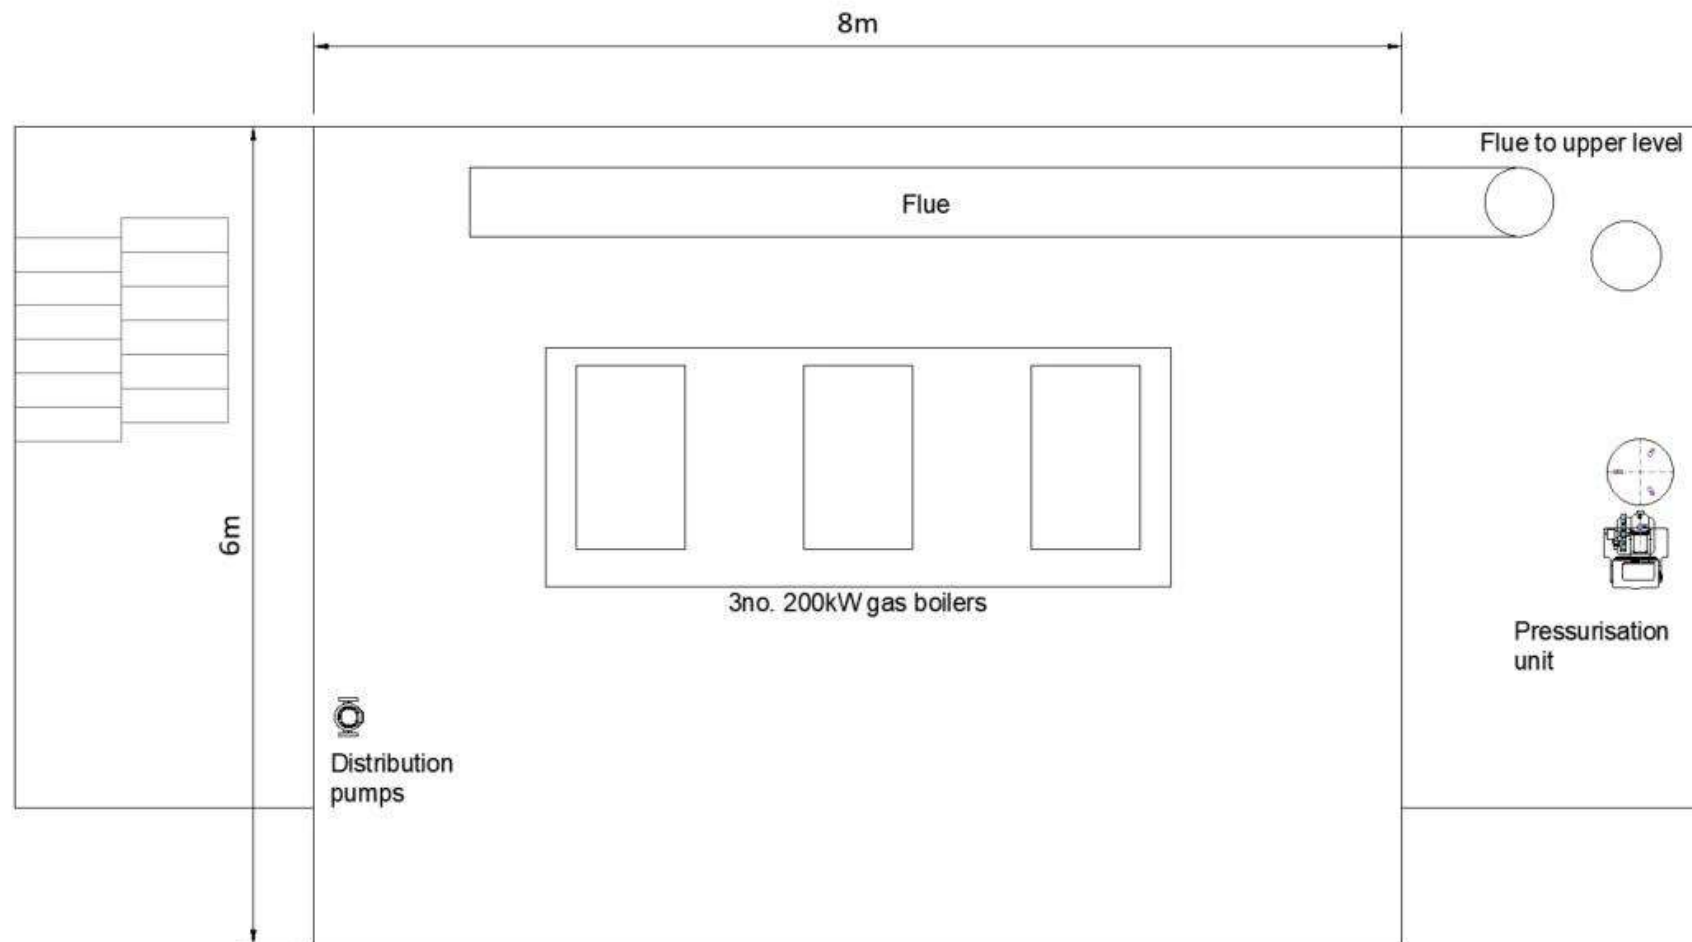 8m
Flue to upper level
Flue
6m
3no. 200kW gas boilers
Pressurisation
unit
Distribution
pumps